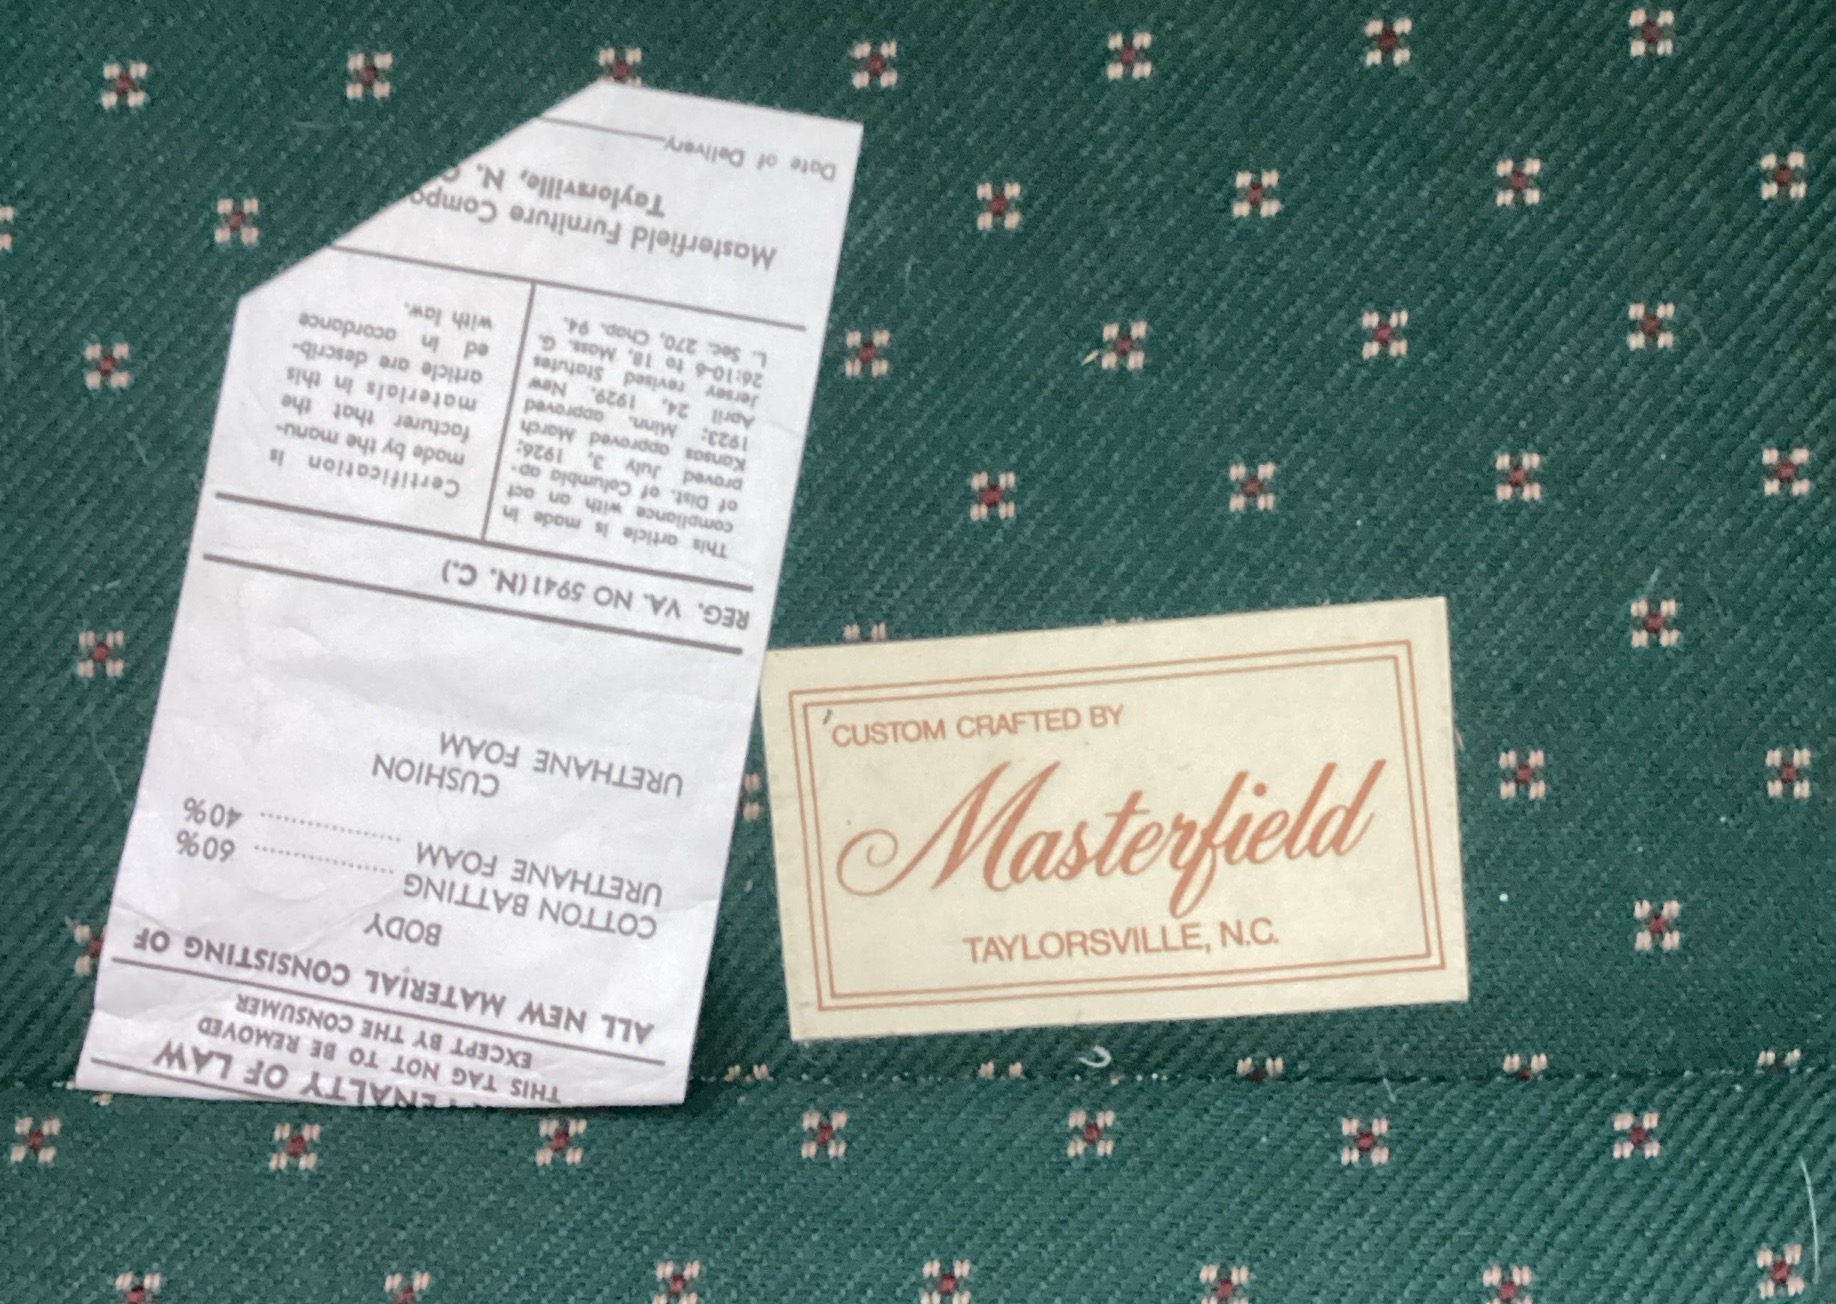 PENALTY OF LAW
THIS TAG NOT TO BE REMOVED
EXCEPT BY THE CONSUMER
ALL NEW MATERIAL CONSISTING OF
BODY
COTTON BATTING ................ 60%
URETHANE FOAM ................ 40%
CUSHION
URETHANE FOAM
REG. VA. NO 5941 (N. C.)
This article is made in
compliance with an act
of Dist. of Columbia ap-
proved July 3, 1926;
Kansas approved March
1923; Minn. approved
April 24, 1929, New
Jersey revised Statutes
26:10-6 to 18, Mass. G.
L. Sec. 270, Chap. 94.
Certification is
made by the manu-
facturer that the
materials in this
article are describ-
ed in accordance
with law.
Masterfield Furniture Compa
Taylorsville, N. C
Date of Delivery
CUSTOM CRAFTED BY
Masterfield
TAYLORSVILLE, N.C.